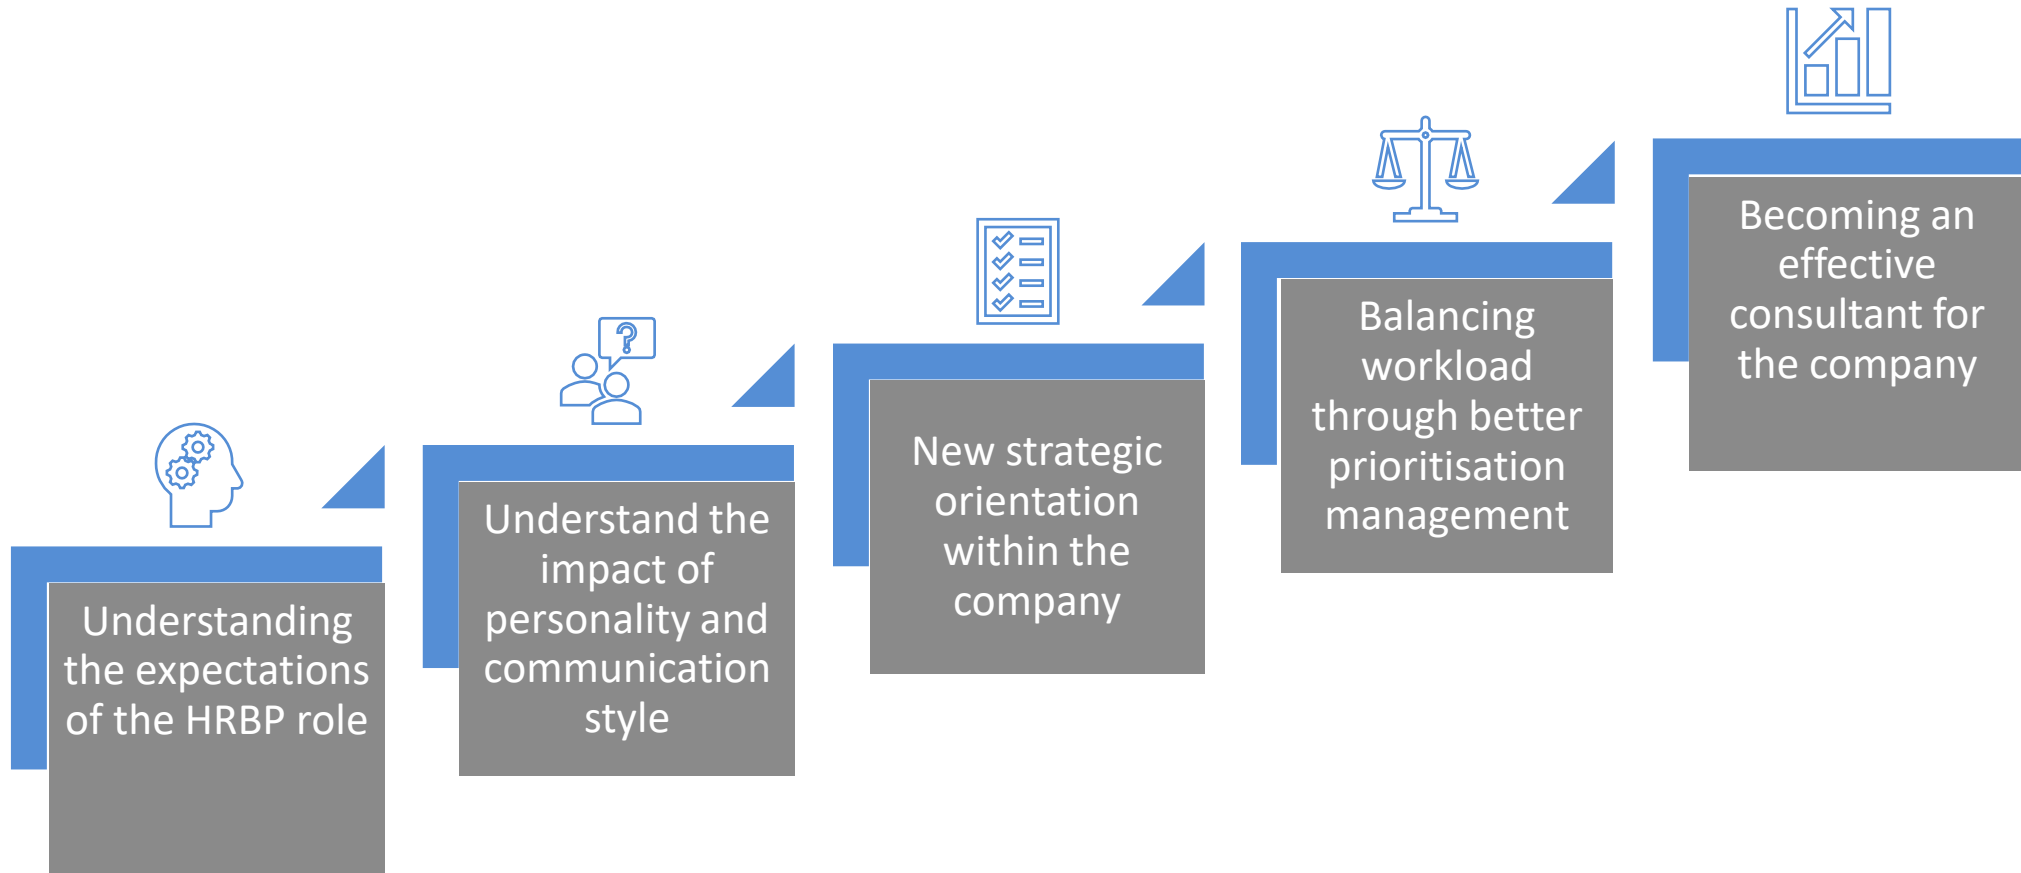 Understanding
the expectations
of the HRBP role
Understand the
impact of
personality and
communication
style
New strategic
orientation
within the
company
Balancing
workload
through better
prioritisation
management
Becoming an
effective
consultant for
the company
?